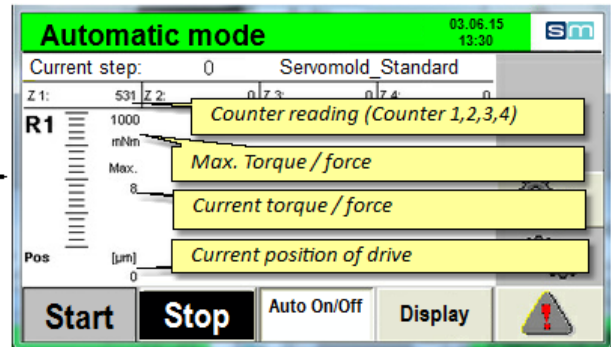 Automatic mode
03.06.15
13:30
sm
Current step: 0 Servomold_Standard
Z 1: 531 Z 2: 0 Z 3: 0 Z 4: 0
Counter reading (Counter 1,2,3,4)
R1 1000
mNm
Max. Torque / force
Max.
8
Current torque / force
Pos [µm]
Current position of drive
0
Start Stop Auto On/Off Display